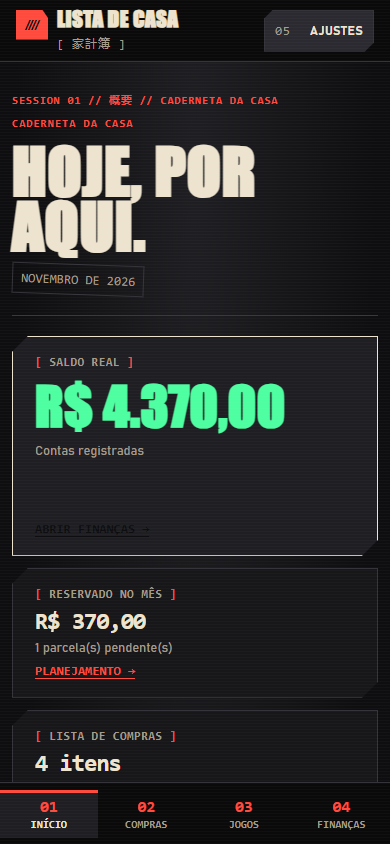 LISTA DE CASA
[ 家計簿 ]
05 AJUSTES
SESSION 01 // 概要 // CADERNETA DA CASA
CADERNETA DA CASA
HOJE, POR
AQUI.
NOVEMBRO DE 2026
[ SALDO REAL ]
R$ 4.370,00
Contas registradas
ABRIR FINANÇAS →
[ RESERVADO NO MÊS ]
R$ 370,00
1 parcela(s) pendente(s)
PLANEJAMENTO →
[ LISTA DE COMPRAS ]
4 itens
01 02 03 04
INÍCIO COMPRAS JOGOS FINANÇAS